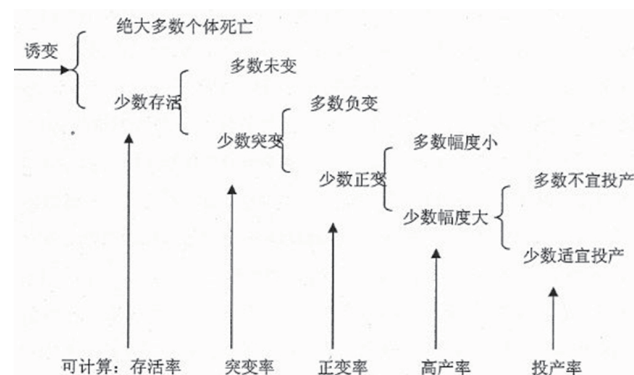 绝大多数个体死亡
诱变
多数未变
少数存活
多数负变
少数突变
多数幅度小
少数正变
多数不宜投产
少数幅度大
少数适宜投产
可计算：存活率 突变率 正变率 高产率 投产率